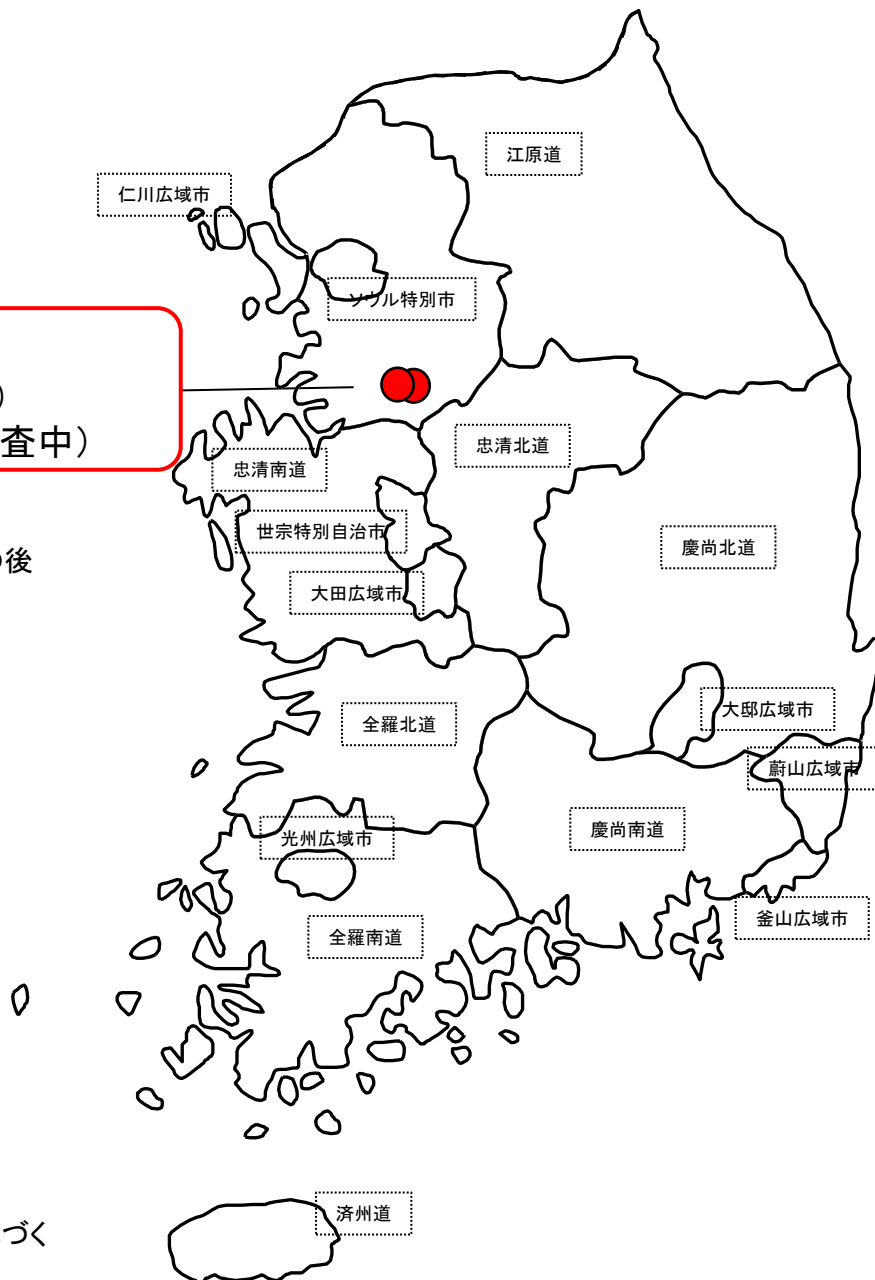 江原道
仁川広域市
ソウル特別市
)
査中)
忠清北道
忠清南道
世宗特別自治市
慶尚北道
の後
大田広域市
大邱広域市
全羅北道
蔚山広域市
慶尚南道
光州広域市
釜山広域市
全羅南道
済州道
づく